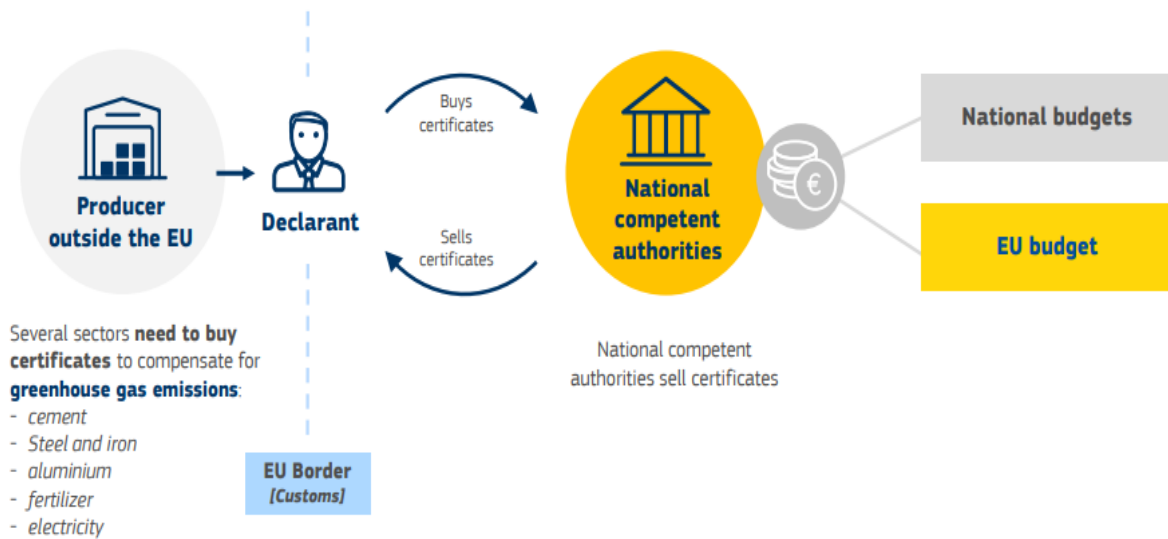 Producer
outside the EU
Declarant
Buys
certificates
Sells
certificates
National
competent
authorities
€
National budgets
EU budget
Several sectors need to buy
certificates to compensate for
greenhouse gas emissions:
- cement
- Steel and iron
- aluminium
- fertilizer
- electricity
EU Border
[Customs]
National competent
authorities sell certificates